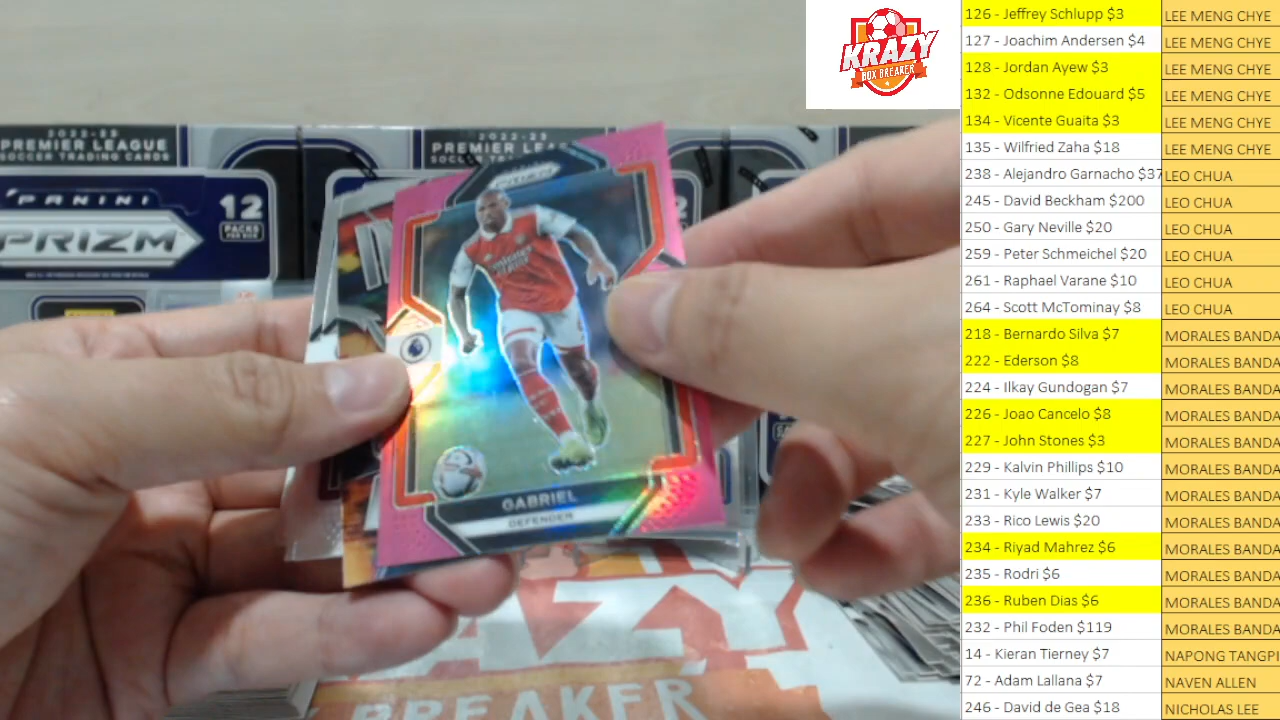 KRAZY
BOX BREAKER
126 - Jeffrey Schlupp $3 LEE MENG CHYE
127 - Joachim Andersen $4 LEE MENG CHYE
128 - Jordan Ayew $3 LEE MENG CHYE
132 - Odsonne Edouard $5 LEE MENG CHYE
134 - Vicente Guaita $3 LEE MENG CHYE
135 - Wilfried Zaha $18 LEE MENG CHYE
238 - Alejandro Garnacho $37 LEO CHUA
245 - David Beckham $200 LEO CHUA
250 - Gary Neville $20 LEO CHUA
259 - Peter Schmeichel $20 LEO CHUA
261 - Raphael Varane $10 LEO CHUA
264 - Scott McTominay $8 LEO CHUA
218 - Bernardo Silva $7 MORALES BANDA
222 - Ederson $8 MORALES BANDA
224 - Ilkay Gundogan $7 MORALES BANDA
226 - Joao Cancelo $8 MORALES BANDA
227 - John Stones $3 MORALES BANDA
229 - Kalvin Phillips $10 MORALES BANDA
231 - Kyle Walker $7 MORALES BANDA
233 - Rico Lewis $20 MORALES BANDA
234 - Riyad Mahrez $6 MORALES BANDA
235 - Rodri $6 MORALES BANDA
236 - Ruben Dias $6 MORALES BANDA
232 - Phil Foden $119 MORALES BANDA
14 - Kieran Tierney $7 NAPONG TANGPI
72 - Adam Lallana $7 NAVEN ALLEN
246 - David de Gea $18 NICHOLAS LEE
2022-23
PREMIER LEAGUE
SOCCER TRADING CARDS
PANINI
PRIZM
12
PACKS
PER BOX
2022-23
PREMIER LEAGUE
SOCCER TRADING CARDS
PRIZM
GABRIEL
DEFENDER
BREAKER